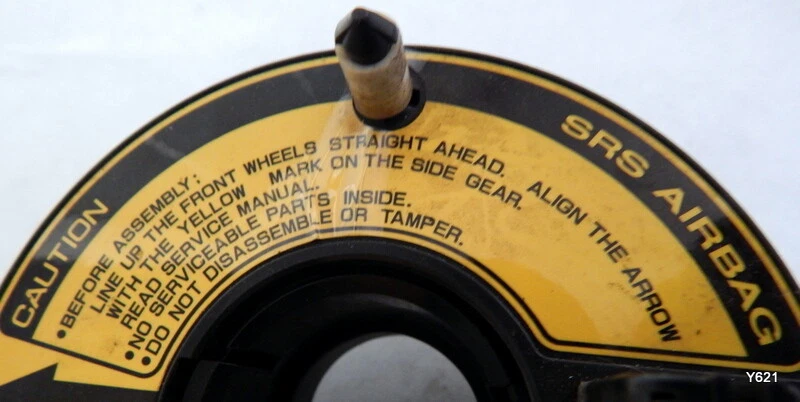 CAUTION
SRS AIRBAG
•BEFORE ASSEMBLY;
LINE UP THE FRONT WHEELS STRAIGHT AHEAD. ALIGN THE ARROW
WITH THE YELLOW MARK ON THE SIDE GEAR.
READ SERVICE MANUAL.
•NO SERVICEABLE PARTS INSIDE.
•DO NOT DISASSEMBLE OR TAMPER.
Y621